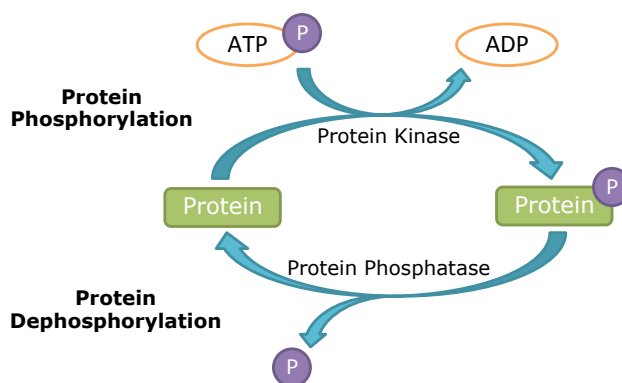 ATP
P
ADP
Protein
Phosphorylation
Protein Kinase
Protein
Protein
P
Protein Phosphatase
Protein
Dephosphorylation
P